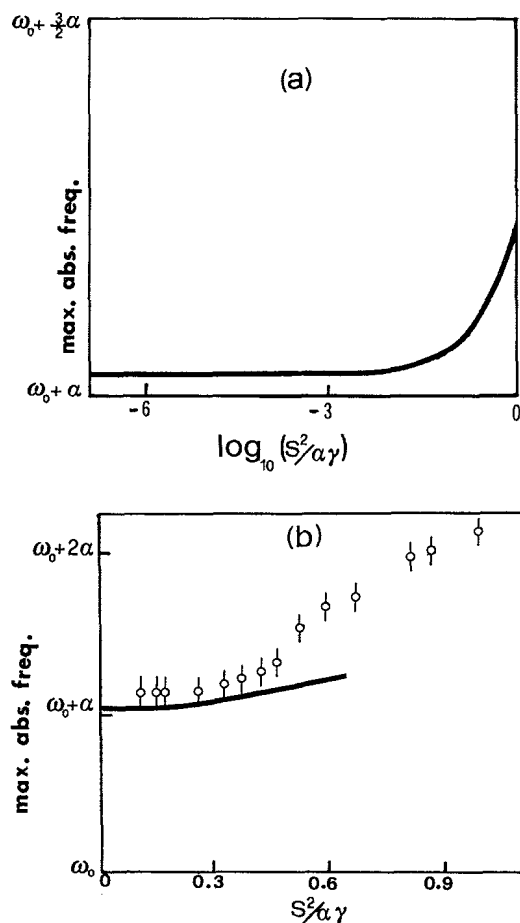 ω₀+ 3/2 α
(a)
max. abs. freq.
ω₀+ α
-6 -3 0
log₁₀ (S²/αγ)
(b)
ω₀+2α
max. abs. freq.
ω₀+α
ω₀
0 0.3 0.6 0.9
S²/αγ